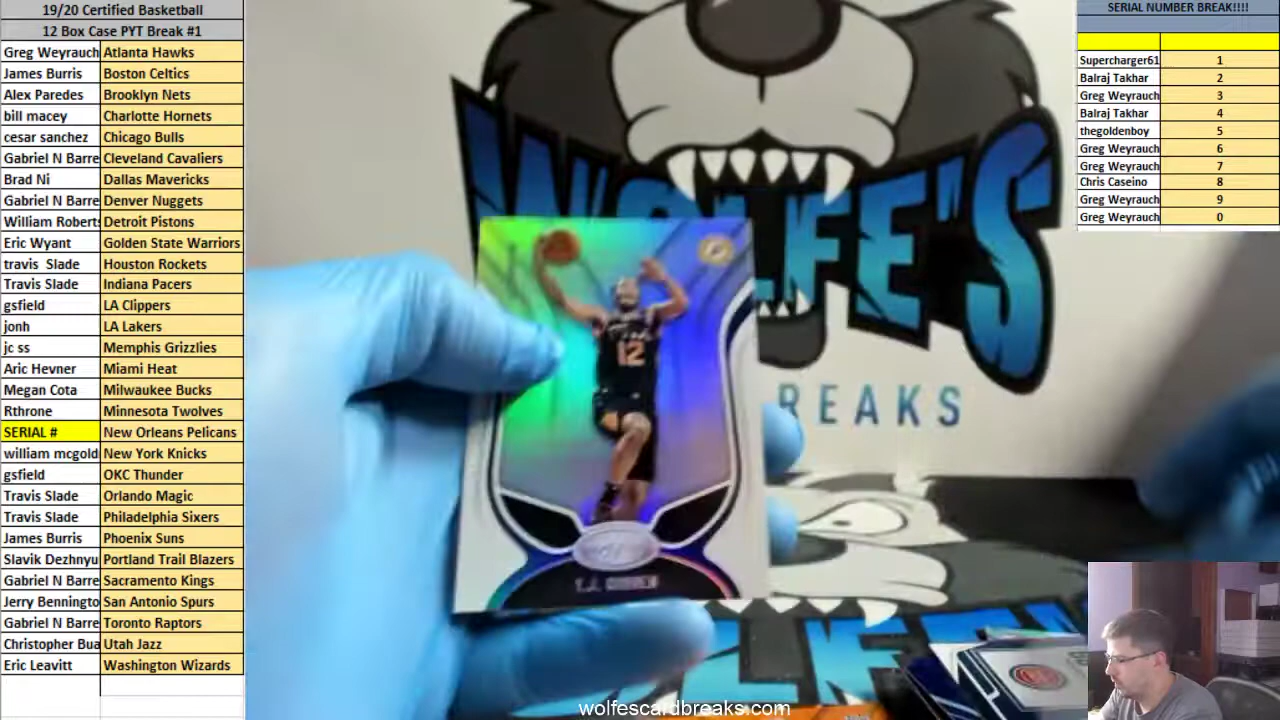 19/20 Certified Basketball
12 Box Case PYT Break #1
Greg Weyrauch Atlanta Hawks
James Burris Boston Celtics
Alex Paredes Brooklyn Nets
bill macey Charlotte Hornets
cesar sanchez Chicago Bulls
Gabriel N Barre Cleveland Cavaliers
Brad Ni Dallas Mavericks
Gabriel N Barre Denver Nuggets
William Roberts Detroit Pistons
Eric Wyant Golden State Warriors
travis Slade Houston Rockets
Travis Slade Indiana Pacers
gsfield LA Clippers
jonh LA Lakers
jc ss Memphis Grizzlies
Aric Hevner Miami Heat
Megan Cota Milwaukee Bucks
Rthrone Minnesota Twolves
SERIAL # New Orleans Pelicans
william mcgold New York Knicks
gsfield OKC Thunder
Travis Slade Orlando Magic
Travis Slade Philadelphia Sixers
James Burris Phoenix Suns
Slavik Dezhnyu Portland Trail Blazers
Gabriel N Barre Sacramento Kings
Jerry Benningto San Antonio Spurs
Gabriel N Barre Toronto Raptors
Christopher Bua Utah Jazz
Eric Leavitt Washington Wizards
WOLFE'S
BREAKS
12
T.J.
WOLFE
wolfescardbreaks.com
SERIAL NUMBER BREAK!!!!
Supercharger61 1
Balraj Takhar 2
Greg Weyrauch 3
Balraj Takhar 4
thegoldenboy 5
Greg Weyrauch 6
Greg Weyrauch 7
Chris Caseino 8
Greg Weyrauch 9
Greg Weyrauch 0